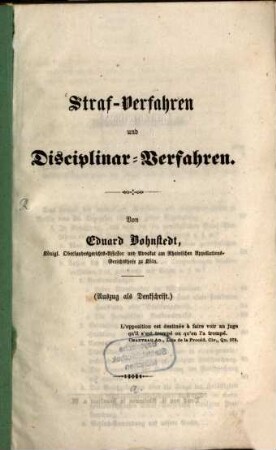 Straf-Verfahren
und
Disciplinar-Verfahren.
Von
Eduard Bohnstedt,
Königl. Oberlandesgerichts-Assessor und Advokat am Rheinischen Appellations-
Gerichtshofe zu Köln.
(Auszug als Denkschrift.)
L'opposition est destinée à faire voir au juge
qu'il s'est trompé ou qu'on l'a trompé.
Lois de la Procéd. Civ., Qu.